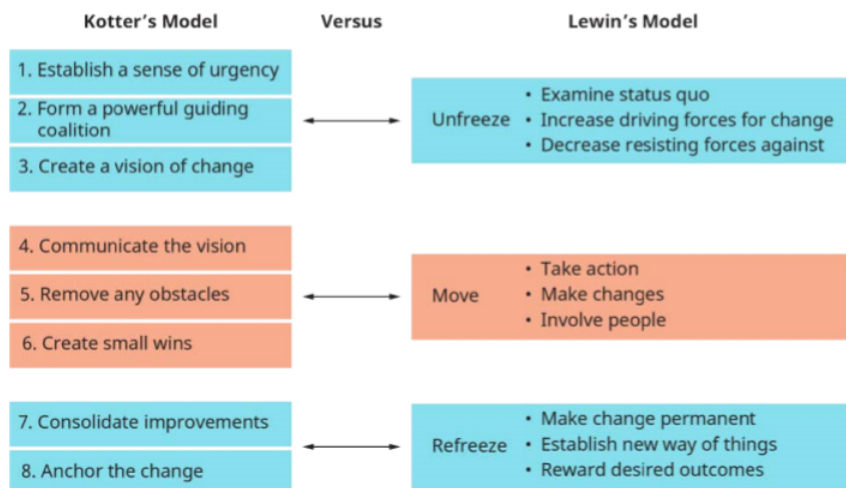 Kotter's Model Versus Lewin's Model
1. Establish a sense of urgency
2. Form a powerful guiding
coalition
3. Create a vision of change
Unfreeze
• Examine status quo
• Increase driving forces for change
• Decrease resisting forces against
4. Communicate the vision
5. Remove any obstacles
6. Create small wins
Move
• Take action
• Make changes
• Involve people
7. Consolidate improvements
8. Anchor the change
Refreeze
• Make change permanent
• Establish new way of things
• Reward desired outcomes